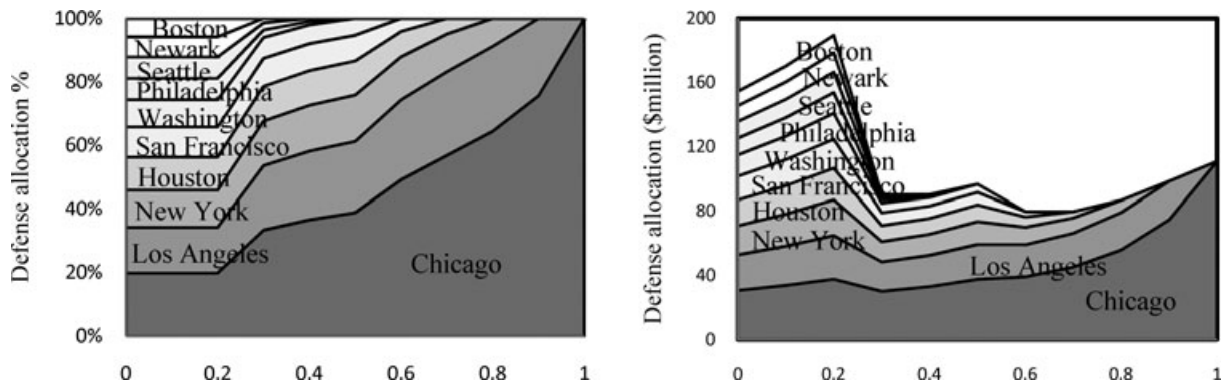 Defense allocation %
100%
80%
60%
40%
20%
0%
Boston
Newark
Seattle
Philadelphia
Washington
San Francisco
Houston
New York
Los Angeles
Chicago
0 0.2 0.4 0.6 0.8 1
Defense allocation ($million)
200
160
120
80
40
0
Boston
Newark
Seattle
Philadelphia
Washington
San Francisco
Houston
New York
Los Angeles
Chicago
0 0.2 0.4 0.6 0.8 1